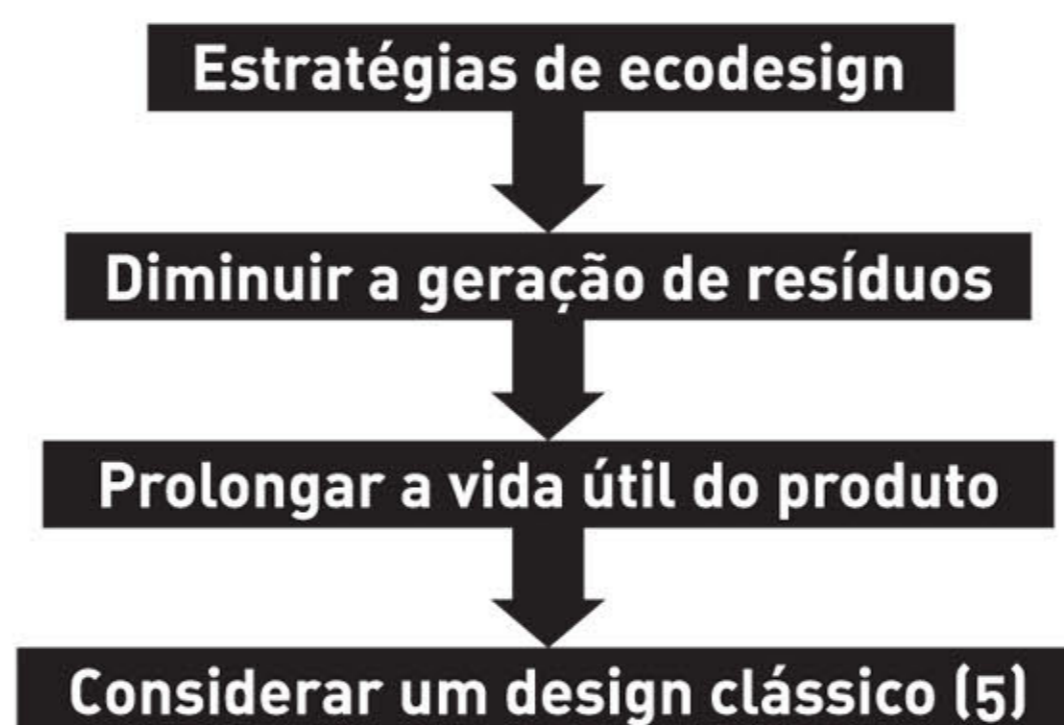 Estratégias de ecodesign
Diminuir a geração de resíduos
Prolongar a vida útil do produto
Considerar um design clássico (5)